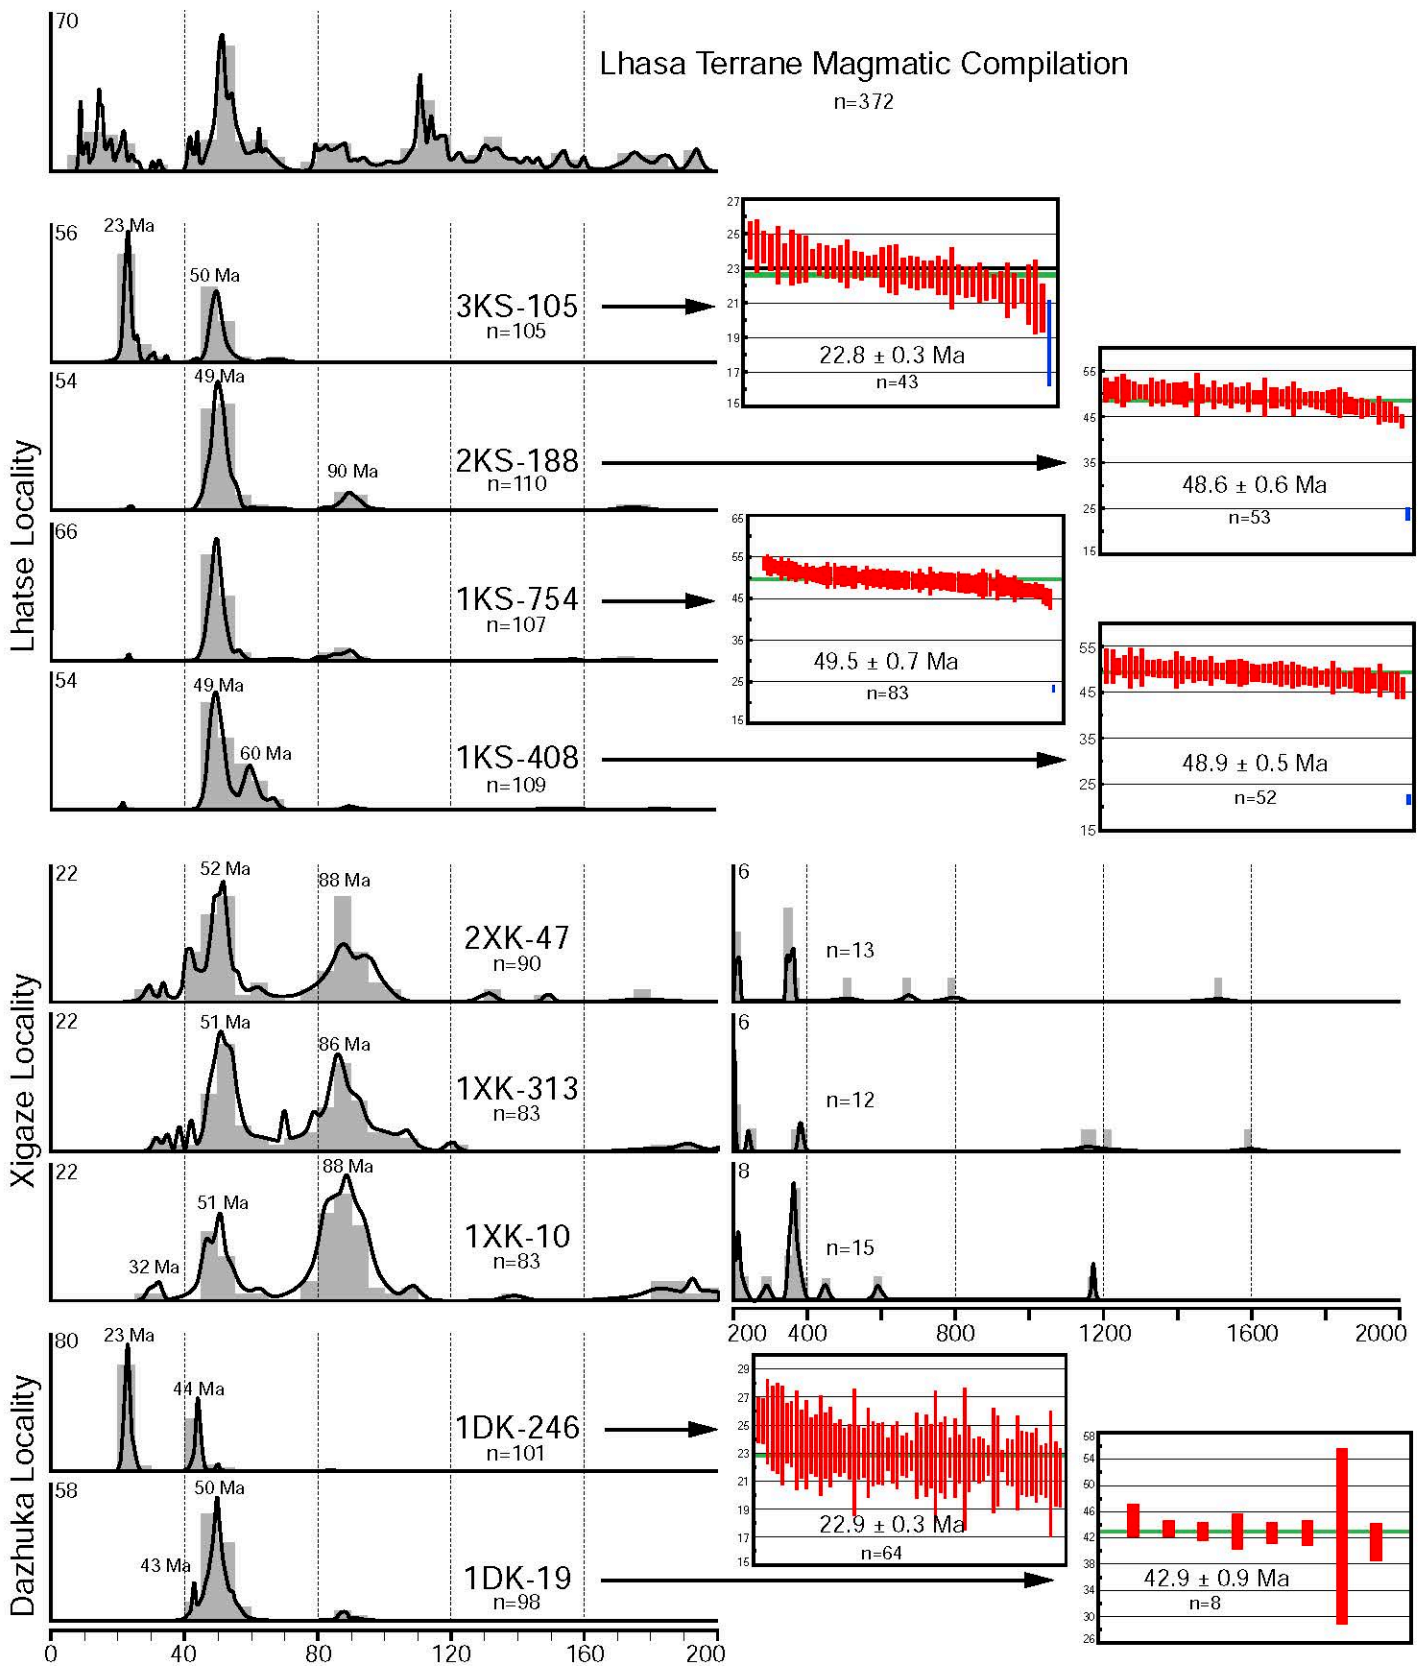 70
Lhasa Terrane Magmatic Compilation
n=372
Lhatse Locality
56
23 Ma
50 Ma
3KS-105
n=105
27
25
23
21
19
17
15
22.8 ± 0.3 Ma
n=43
54
49 Ma
90 Ma
2KS-188
n=110
55
45
35
25
15
48.6 ± 0.6 Ma
n=53
66
1KS-754
n=107
65
55
45
35
25
15
49.5 ± 0.7 Ma
n=83
54
49 Ma
60 Ma
1KS-408
n=109
55
45
35
25
15
48.9 ± 0.5 Ma
n=52
Xigaze Locality
22
52 Ma
88 Ma
2XK-47
n=90
6
n=13
22
51 Ma
86 Ma
1XK-313
n=83
6
n=12
22
32 Ma
51 Ma
88 Ma
1XK-10
n=83
8
n=15
200 400 800 1200 1600 2000
Dazhuka Locality
80
23 Ma
44 Ma
1DK-246
n=101
29
27
25
23
21
19
17
15
22.9 ± 0.3 Ma
n=64
58
43 Ma
50 Ma
1DK-19
n=98
58
54
50
46
42
38
34
30
26
42.9 ± 0.9 Ma
n=8
0 40 80 120 160 200